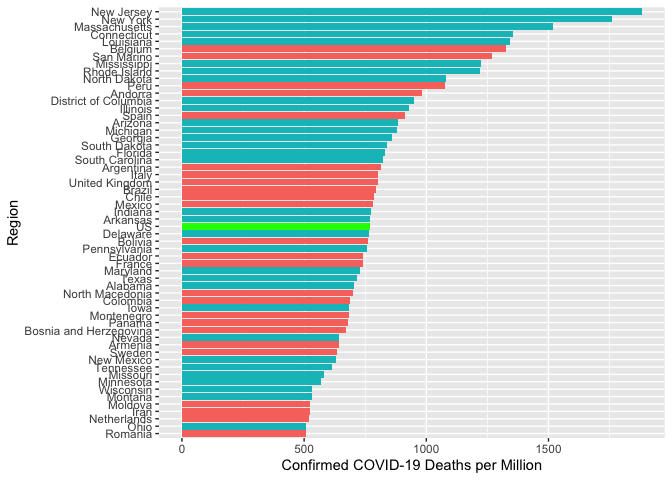 New Jersey
New York
Massachusetts
Connecticut
Louisiana
Belgium
San Marino
Mississippi
Rhode Island
North Dakota
Peru
Andorra
District of Columbia
Illinois
Spain
Arizona
Michigan
Georgia
South Dakota
Florida
South Carolina
Argentina
Italy
United Kingdom
Brazil
Chile
Mexico
Indiana
Arkansas
US
Delaware
Bolivia
Pennsylvania
Ecuador
France
Maryland
Texas
Alabama
North Macedonia
Colombia
Iowa
Montenegro
Panama
Bosnia and Herzegovina
Nevada
Armenia
Sweden
New Mexico
Tennessee
Missouri
Minnesota
Wisconsin
Montana
Moldova
Iran
Netherlands
Ohio
Romania
Region
0 500 1000 1500
Confirmed COVID-19 Deaths per Million